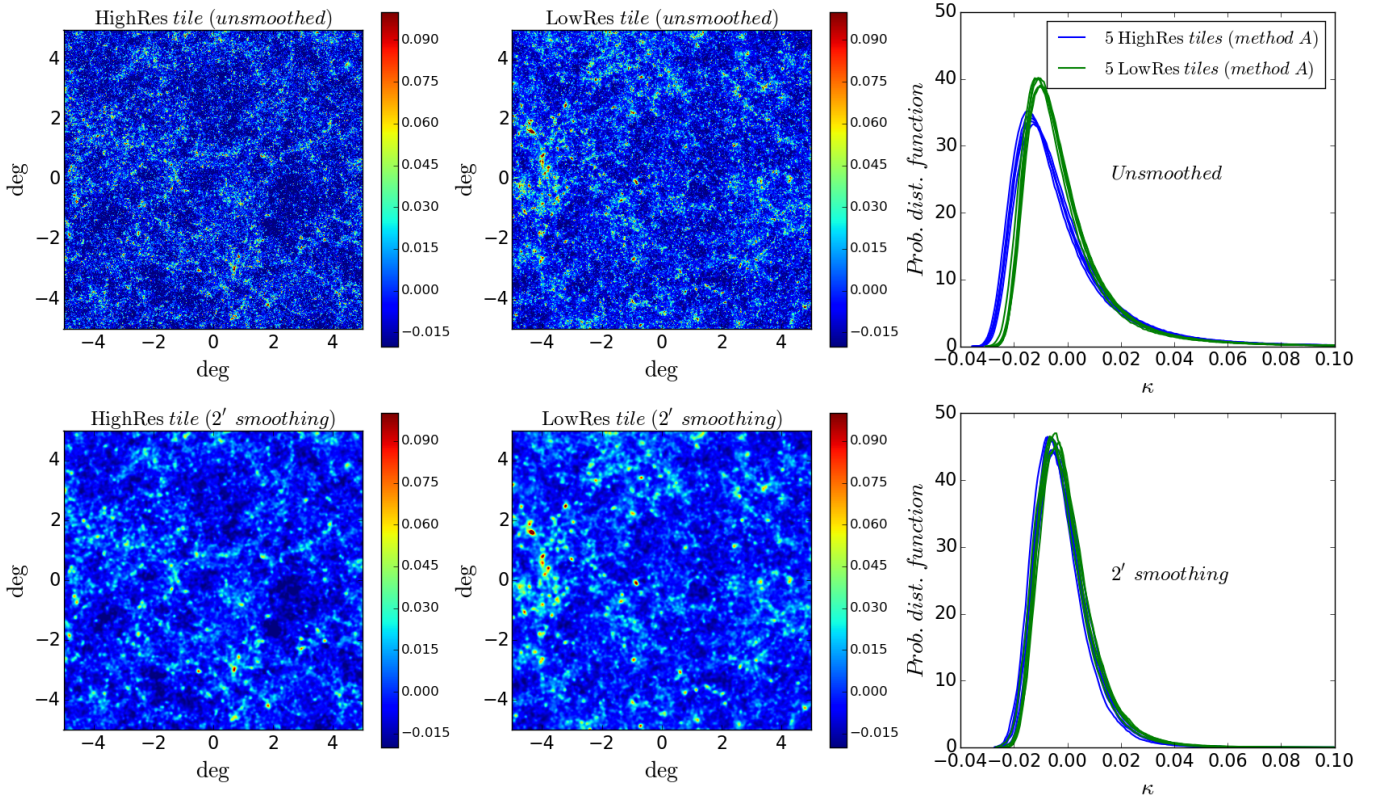 HighRes tile (unsmoothed)
4
2
0
−2
−4
deg
−4 −2 0 2 4
deg
0.090
0.075
0.060
0.045
0.030
0.015
0.000
−0.015
LowRes tile (unsmoothed)
4
2
0
−2
−4
deg
−4 −2 0 2 4
deg
0.090
0.075
0.060
0.045
0.030
0.015
0.000
−0.015
50
40
30
20
10
0
Prob. dist. function
5 HighRes tiles (method A)
5 LowRes tiles (method A)
Unsmoothed
−0.04 −0.02 0.00 0.02 0.04 0.06 0.08 0.10
κ
HighRes tile (2′ smoothing)
4
2
0
−2
−4
deg
−4 −2 0 2 4
deg
0.090
0.075
0.060
0.045
0.030
0.015
0.000
−0.015
LowRes tile (2′ smoothing)
4
2
0
−2
−4
deg
−4 −2 0 2 4
deg
0.090
0.075
0.060
0.045
0.030
0.015
0.000
−0.015
50
40
30
20
10
0
Prob. dist. function
2′ smoothing
−0.04 −0.02 0.00 0.02 0.04 0.06 0.08 0.10
κ